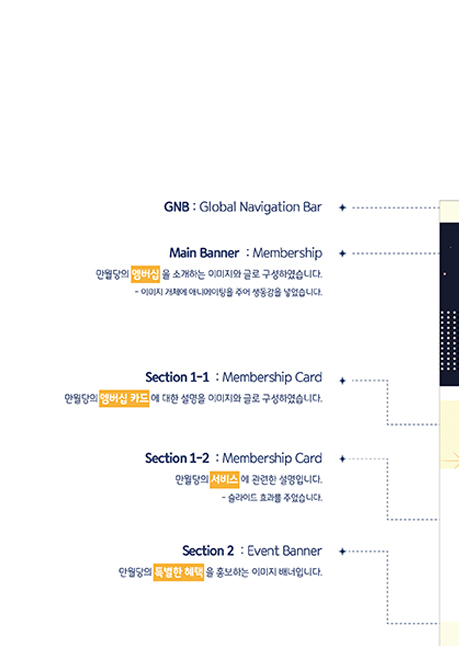 GNB : Global Navigation Bar
Main Banner : Membership
만월당의 멤버십 을 소개하는 이미지와 글로 구성하였습니다.
- 이미지 개체에 애니메이팅을 주어 생동감을 넣었습니다.
Section 1-1 : Membership Card
만월당의 멤버십 카드 에 대한 설명을 이미지와 글로 구성하였습니다.
Section 1-2 : Membership Card
만월당의 서비스 에 관련한 설명입니다.
- 슬라이드 효과를 주었습니다.
Section 2 : Event Banner
만월당의 특별한 혜택 을 홍보하는 이미지 배너입니다.